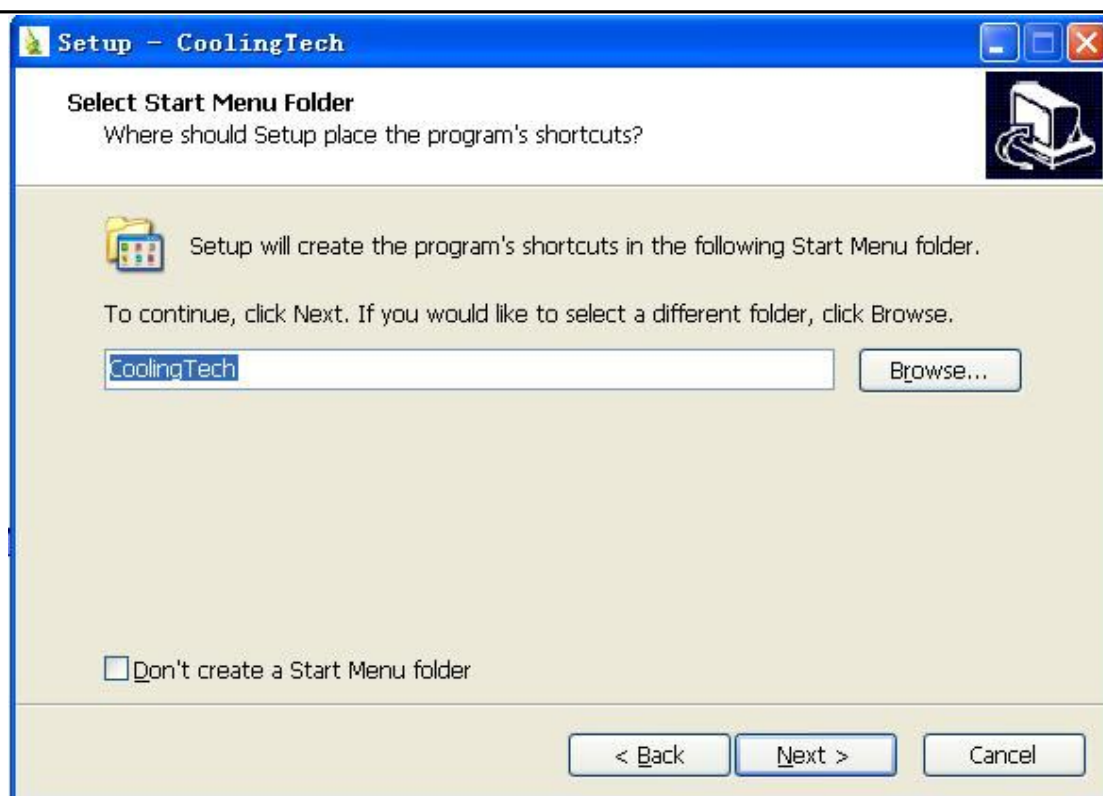 Setup - CoolingTech
Select Start Menu Folder
Where should Setup place the program's shortcuts?
Setup will create the program's shortcuts in the following Start Menu folder.
To continue, click Next. If you would like to select a different folder, click Browse.
CoolingTech
Browse...
Don't create a Start Menu folder
< Back
Next >
Cancel